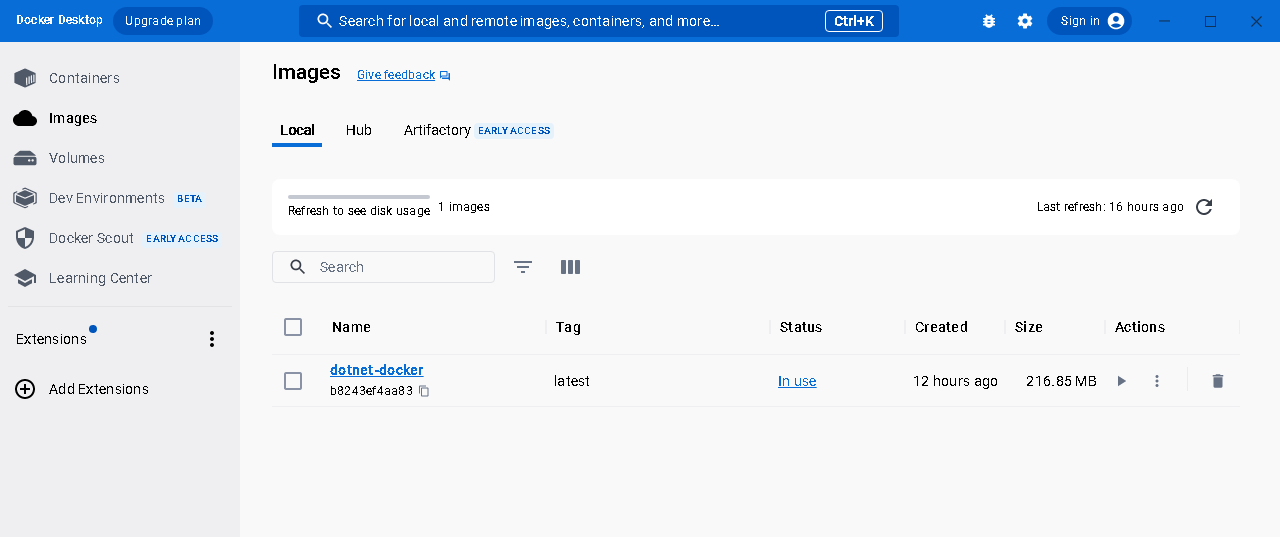 Docker Desktop Upgrade plan Search for local and remote images, containers, and more... Ctrl+K Sign in
Containers
Images
Volumes
Dev Environments BETA
Docker Scout EARLY ACCESS
Learning Center
Extensions
Add Extensions
Images Give feedback
Local Hub Artifactory EARLY ACCESS
Refresh to see disk usage 1 images Last refresh: 16 hours ago
Search
Name Tag Status Created Size Actions
dotnet-docker latest In use 12 hours ago 216.85 MB
b8243ef4aa83